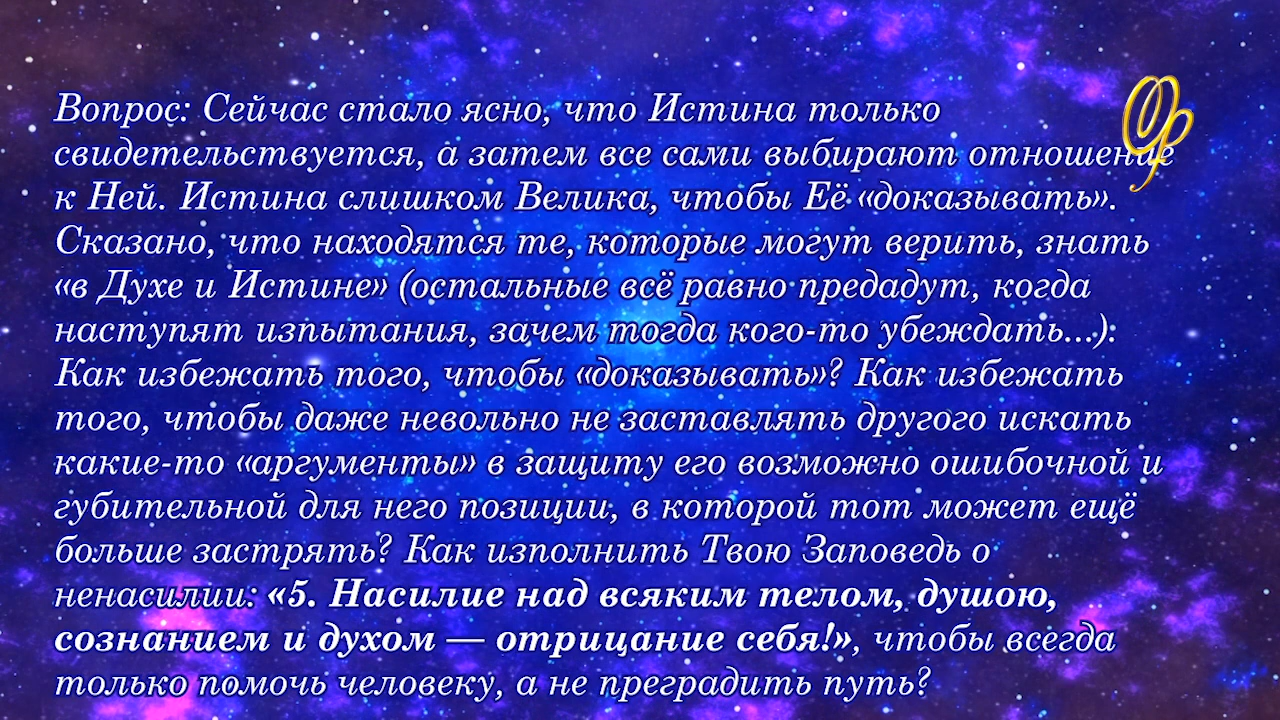 Вопрос: Сейчас стало ясно, что Истина только
свидетельствуется, а затем все сами выбирают отношение
к Ней. Истина слишком Велика, чтобы Её «доказывать».
Сказано, что находятся те, которые могут верить, знать
«в Духе и Истине» (остальные всё равно предадут, когда
наступят изпытания, зачем тогда кого-то убеждать...).
Как избежать того, чтобы «доказывать»? Как избежать
того, чтобы даже невольно не заставлять другого искать
какие-то «аргументы» в защиту его возможно ошибочной и
губительной для него позиции, в которой тот может ещё
больше застрять? Как изполнить Твою Заповедь о
ненасилии: «5. Насилие над всяким телом, душою,
сознанием и духом — отрицание себя!», чтобы всегда
только помочь человеку, а не преградить путь?